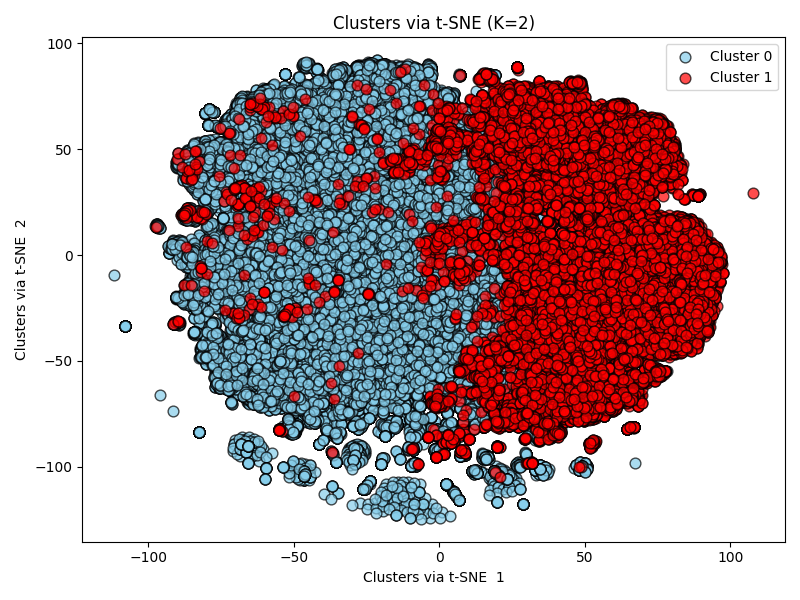 Clusters via t-SNE (K=2)
Cluster 0
Cluster 1
100
50
0
−50
−100
Clusters via t-SNE  2
−100
−50
0
50
100
Clusters via t-SNE  1